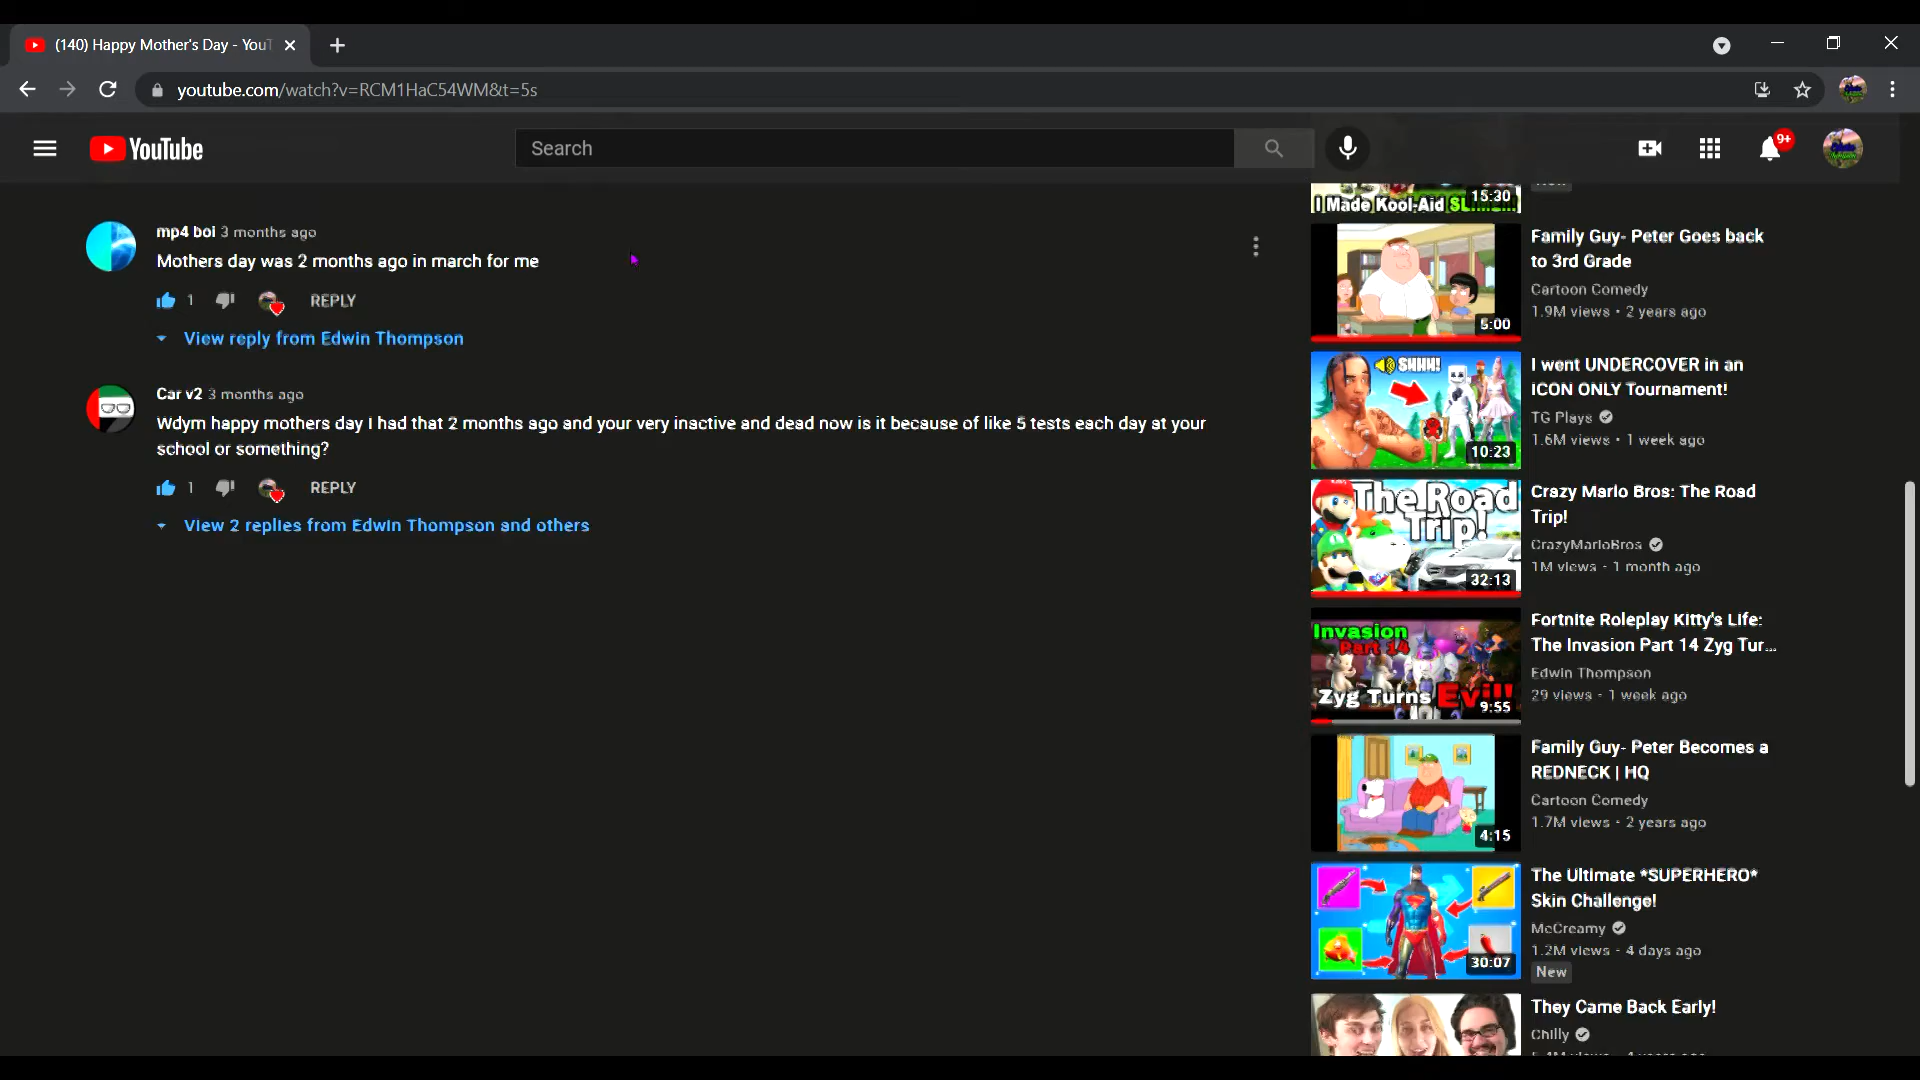 (140) Happy Mother's Day - YouT
youtube.com/watch?v=RCM1HaC54WM&t=5s
YouTube
Search
9+
mp4 boi 3 months ago
Mothers day was 2 months ago in march for me
1 REPLY
View reply from Edwin Thompson
Car v2 3 months ago
Wdym happy mothers day I had that 2 months ago and your very inactive and dead now is it because of like 5 tests each day at your
school or something?
1 REPLY
View 2 replies from Edwin Thompson and others
I Made Kool-Aid
15:30
5:00
Family Guy- Peter Goes back
to 3rd Grade
Cartoon Comedy
1.9M views • 2 years ago
SHHH!
10:23
I went UNDERCOVER in an
ICON ONLY Tournament!
TG Plays
1.6M views • 1 week ago
The Road
Trip!
32:13
Crazy Mario Bros: The Road
Trip!
CrazyMarioBros
1M views • 1 month ago
Invasion
Part 14
Zyg Turns Evil!!
9:55
Fortnite Roleplay Kitty's Life:
The Invasion Part 14 Zyg Tur...
Edwin Thompson
29 views • 1 week ago
4:15
Family Guy- Peter Becomes a
REDNECK | HQ
Cartoon Comedy
1.7M views • 2 years ago
30:07
The Ultimate *SUPERHERO*
Skin Challenge!
McCreamy
1.2M views • 4 days ago
New
They Came Back Early!
Chilly